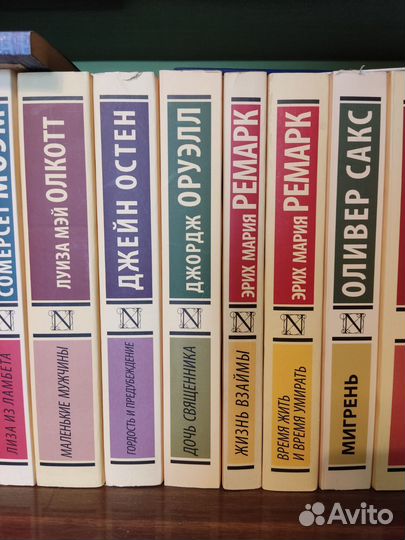 СОМЕРСЕТ МОЭМ
ЛИЗА ИЗ ЛАМБЕТА
ЛУИЗА МЭЙ ОЛКОТТ
МАЛЕНЬКИЕ МУЖЧИНЫ
ДЖЕЙН ОСТЕН
ГОРДОСТЬ И ПРЕДУБЕЖДЕНИЕ
ДЖОРДЖ ОРУЭЛЛ
ДОЧЬ СВЯЩЕННИКА
ЭРИХ МАРИЯ РЕМАРК
ЖИЗНЬ ВЗАЙМЫ
ЭРИХ МАРИЯ РЕМАРК
ВРЕМЯ ЖИТЬ
И ВРЕМЯ УМИРАТЬ
ОЛИВЕР САКС
МИГРЕНЬ
Avito